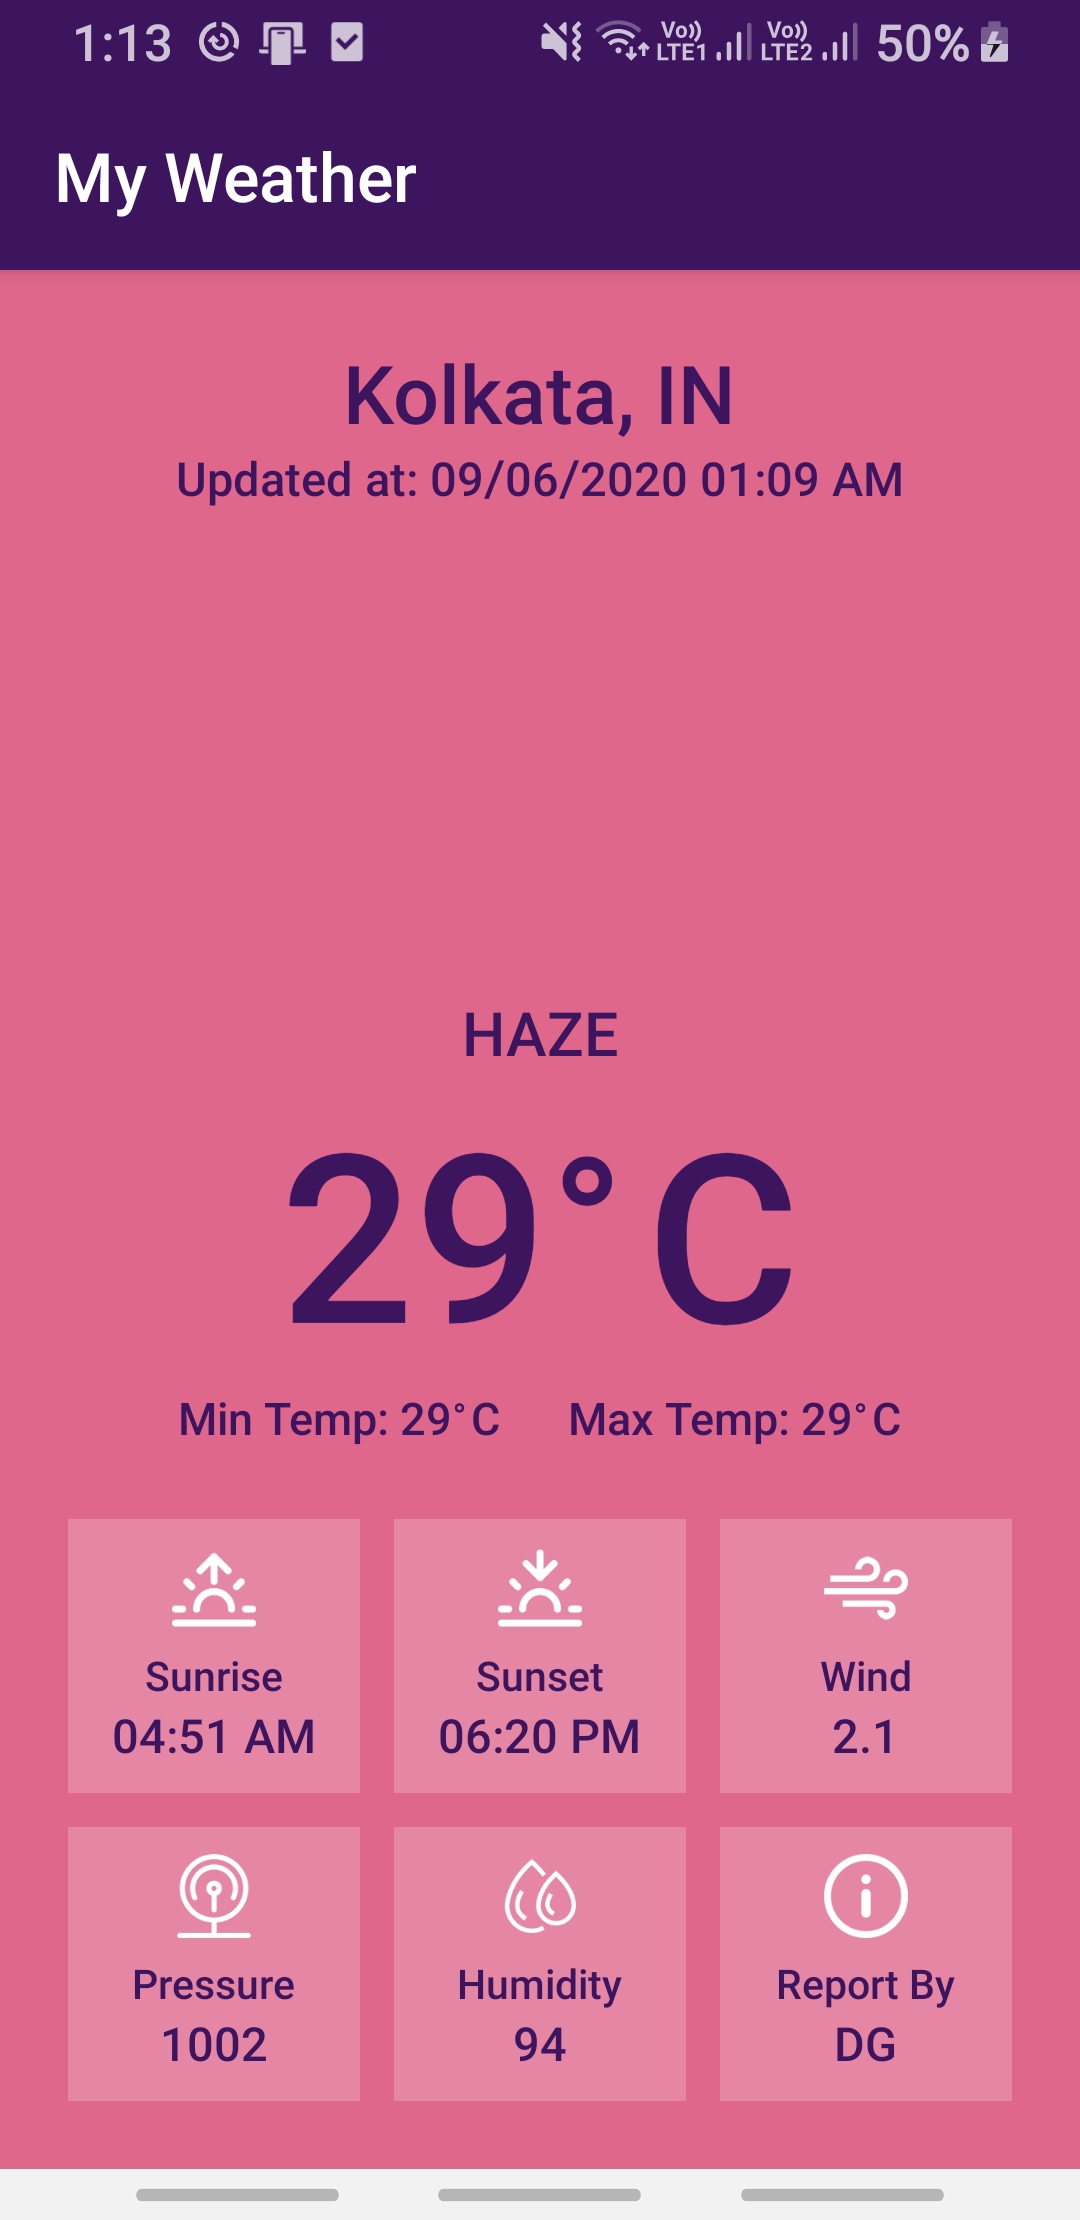 1:13 Vo)) LTE1 Vo)) LTE2 50%
My Weather
Kolkata, IN
Updated at: 09/06/2020 01:09 AM
HAZE
29°C
Min Temp: 29°C Max Temp: 29°C
Sunrise Sunset Wind
04:51 AM 06:20 PM 2.1
Pressure Humidity Report By
1002 94 DG